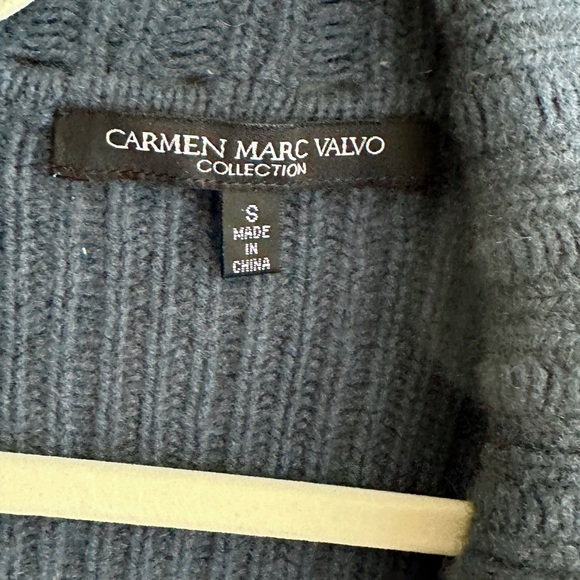 CARMEN MARC VALVO
COLLECTION
S
MADE
IN
CHINA